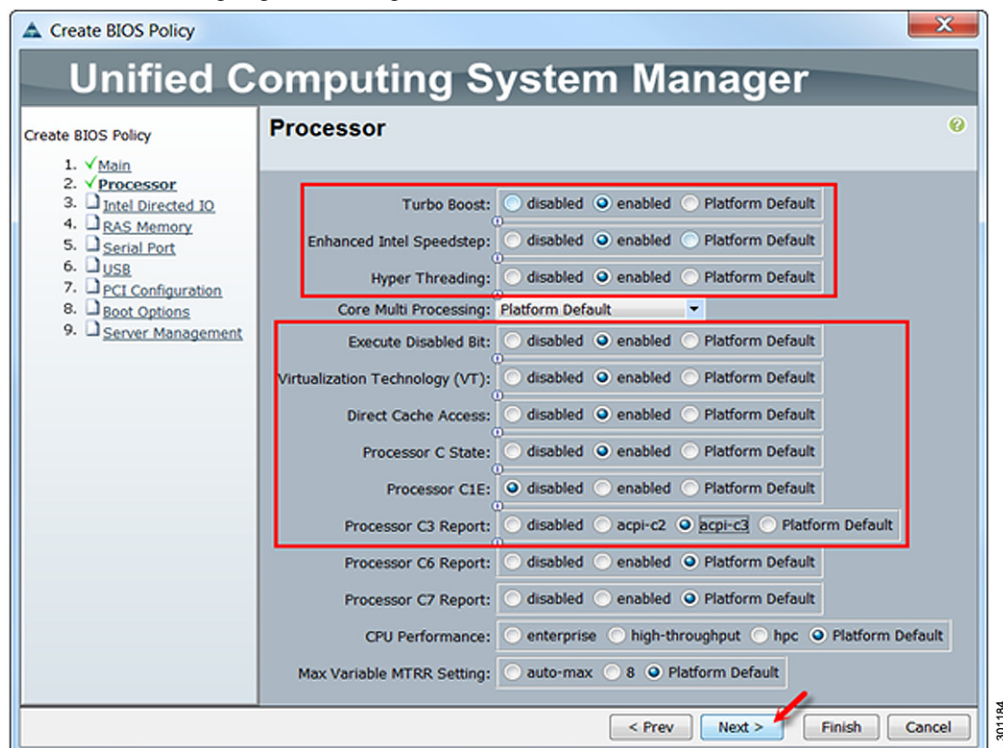 Create BIOS Policy
Unified Computing System Manager
Create BIOS Policy
1. Main
2. Processor
3. Intel Directed IO
4. RAS Memory
5. Serial Port
6. USB
7. PCI Configuration
8. Boot Options
9. Server Management
Processor
Turbo Boost: disabled enabled Platform Default
Enhanced Intel Speedstep: disabled enabled Platform Default
Hyper Threading: disabled enabled Platform Default
Core Multi Processing: Platform Default
Execute Disabled Bit: disabled enabled Platform Default
Virtualization Technology (VT): disabled enabled Platform Default
Direct Cache Access: disabled enabled Platform Default
Processor C State: disabled enabled Platform Default
Processor C1E: disabled enabled Platform Default
Processor C3 Report: disabled acpi-c2 acpi-c3 Platform Default
Processor C6 Report: disabled enabled Platform Default
Processor C7 Report: disabled enabled Platform Default
CPU Performance: enterprise high-throughput hpc Platform Default
Max Variable MTRR Setting: auto-max 8 Platform Default
< Prev Next > Finish Cancel
301184